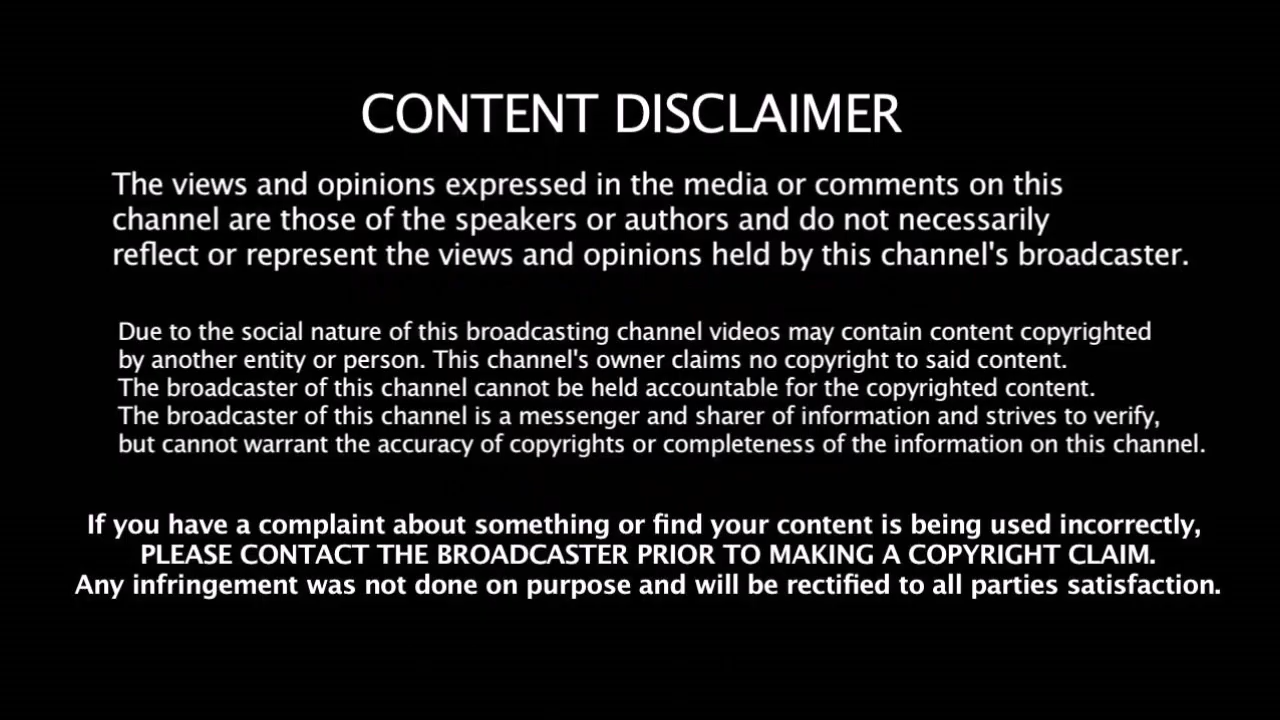 CONTENT DISCLAIMER
The views and opinions expressed in the media or comments on this
channel are those of the speakers or authors and do not necessarily
reflect or represent the views and opinions held by this channel's broadcaster.
Due to the social nature of this broadcasting channel videos may contain content copyrighted
by another entity or person. This channel's owner claims no copyright to said content.
The broadcaster of this channel cannot be held accountable for the copyrighted content.
The broadcaster of this channel is a messenger and sharer of information and strives to verify,
but cannot warrant the accuracy of copyrights or completeness of the information on this channel.
If you have a complaint about something or find your content is being used incorrectly,
PLEASE CONTACT THE BROADCASTER PRIOR TO MAKING A COPYRIGHT CLAIM.
Any infringement was not done on purpose and will be rectified to all parties satisfaction.